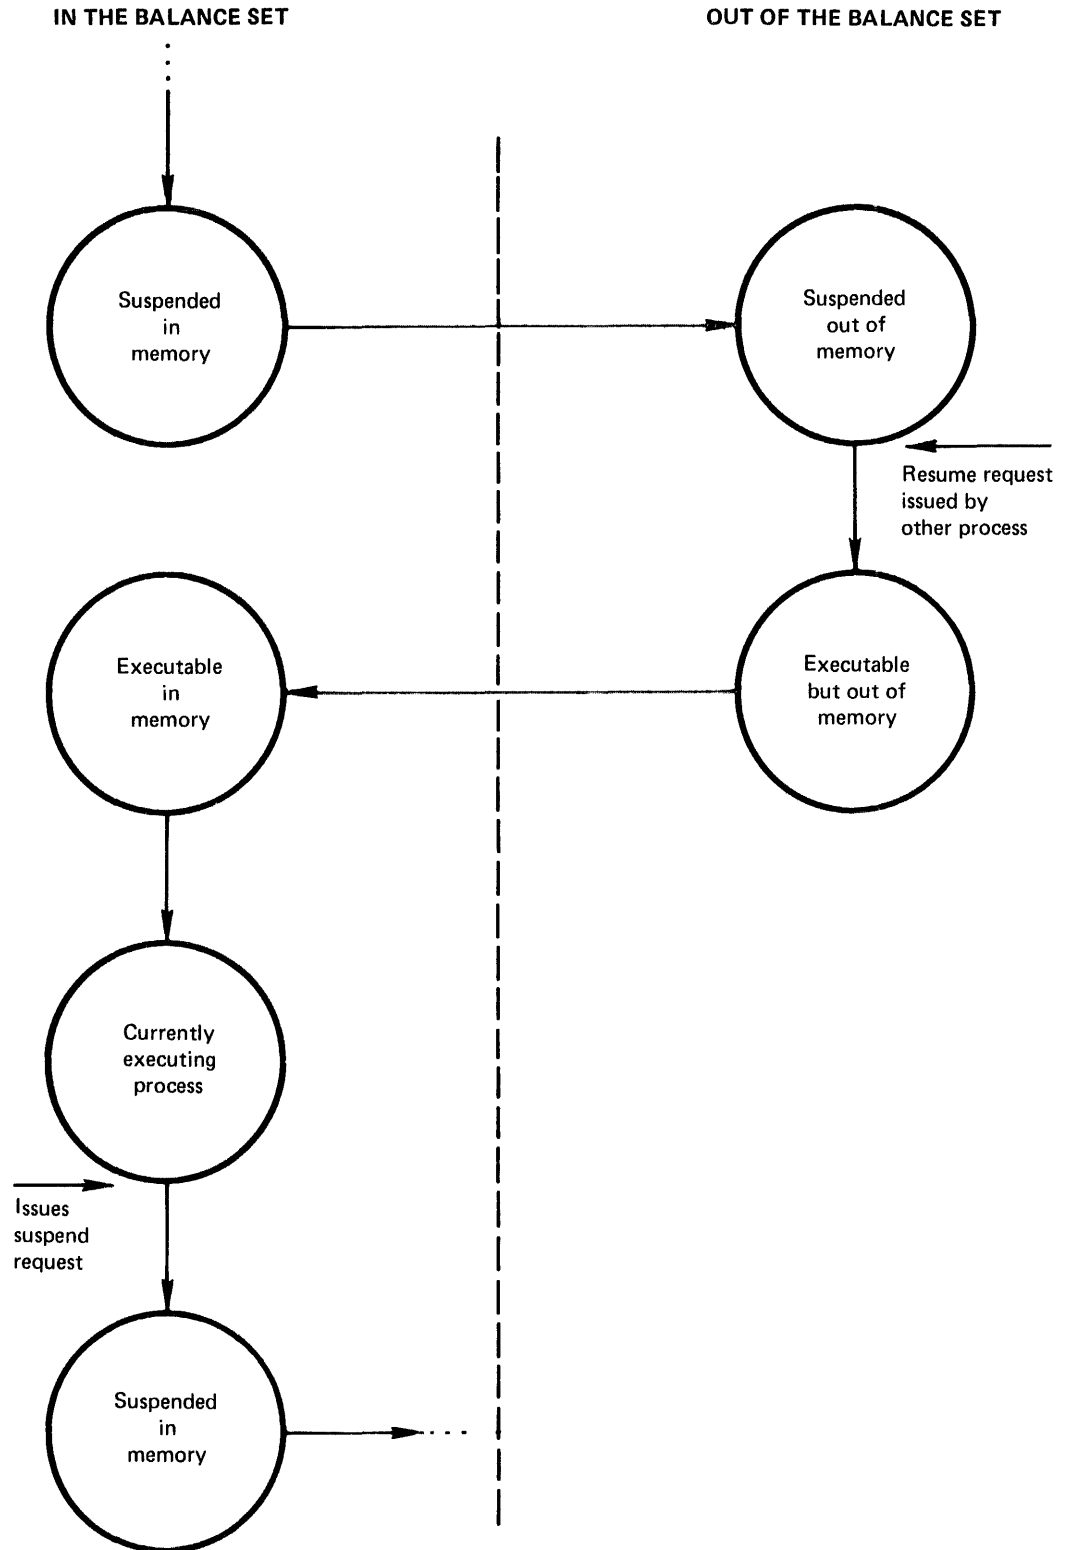 IN THE BALANCE SET
OUT OF THE BALANCE SET
Suspended
in
memory
Suspended
out of
memory
Resume request
issued by
other process
Executable
in
memory
Executable
but out of
memory
Currently
executing
process
Issues
suspend
request
Suspended
in
memory